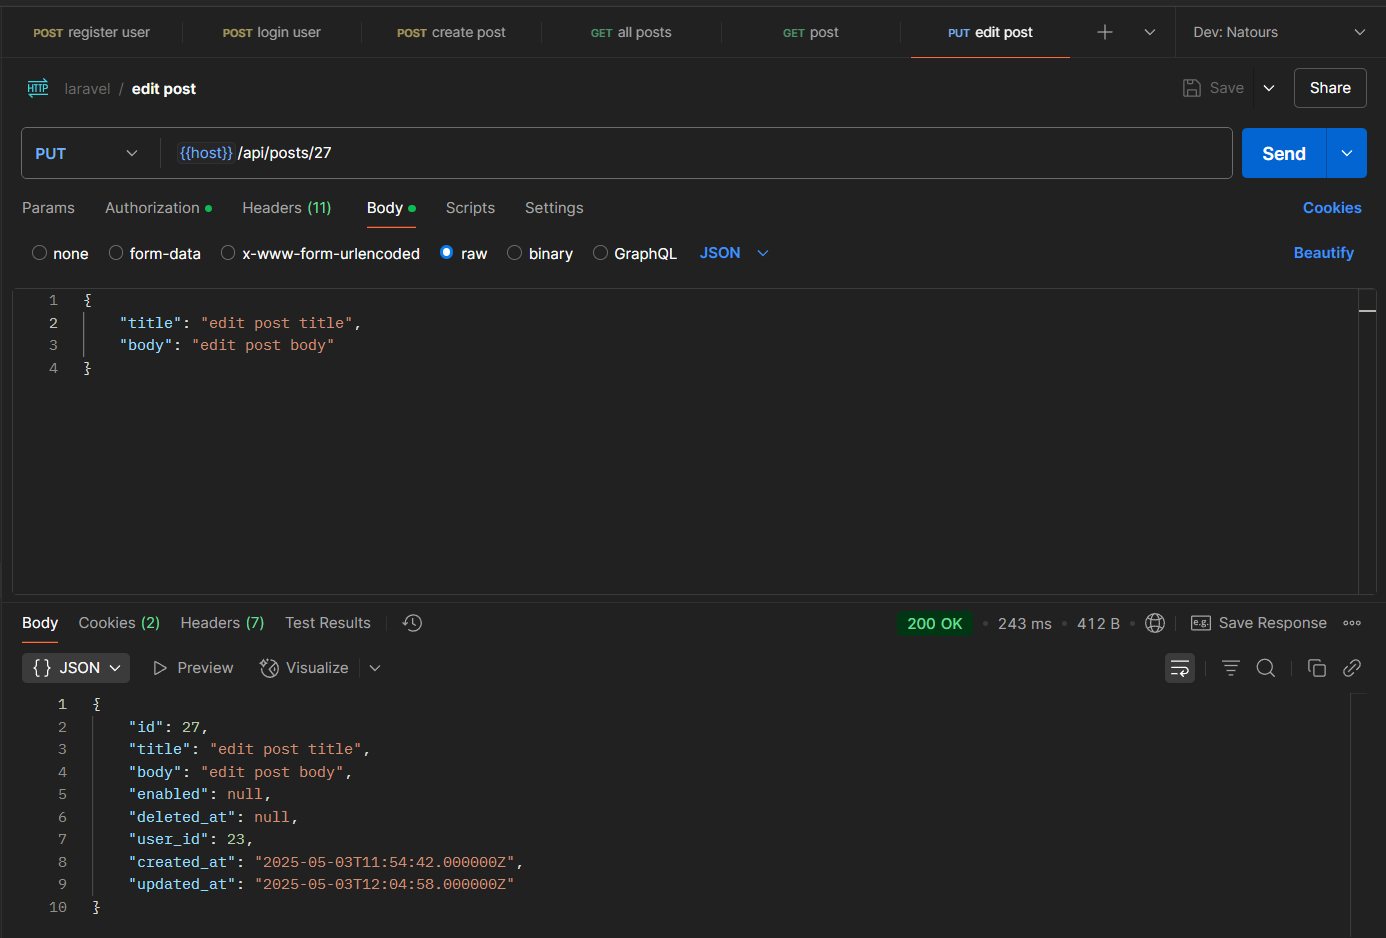 POST register user POST login user POST create post GET all posts GET post PUT edit post Dev: Natours
HTTP laravel / edit post Save Share
PUT {{host}} /api/posts/27 Send
Params Authorization Headers (11) Body Scripts Settings Cookies
none form-data x-www-form-urlencoded raw binary GraphQL JSON Beautify
1 {
2 "title": "edit post title",
3 "body": "edit post body"
4 }
Body Cookies (2) Headers (7) Test Results 200 OK 243 ms 412 B e.g. Save Response
{} JSON Preview Visualize
1 {
2 "id": 27,
3 "title": "edit post title",
4 "body": "edit post body",
5 "enabled": null,
6 "deleted_at": null,
7 "user_id": 23,
8 "created_at": "2025-05-03T11:54:42.000000Z",
9 "updated_at": "2025-05-03T12:04:58.000000Z"
10 }